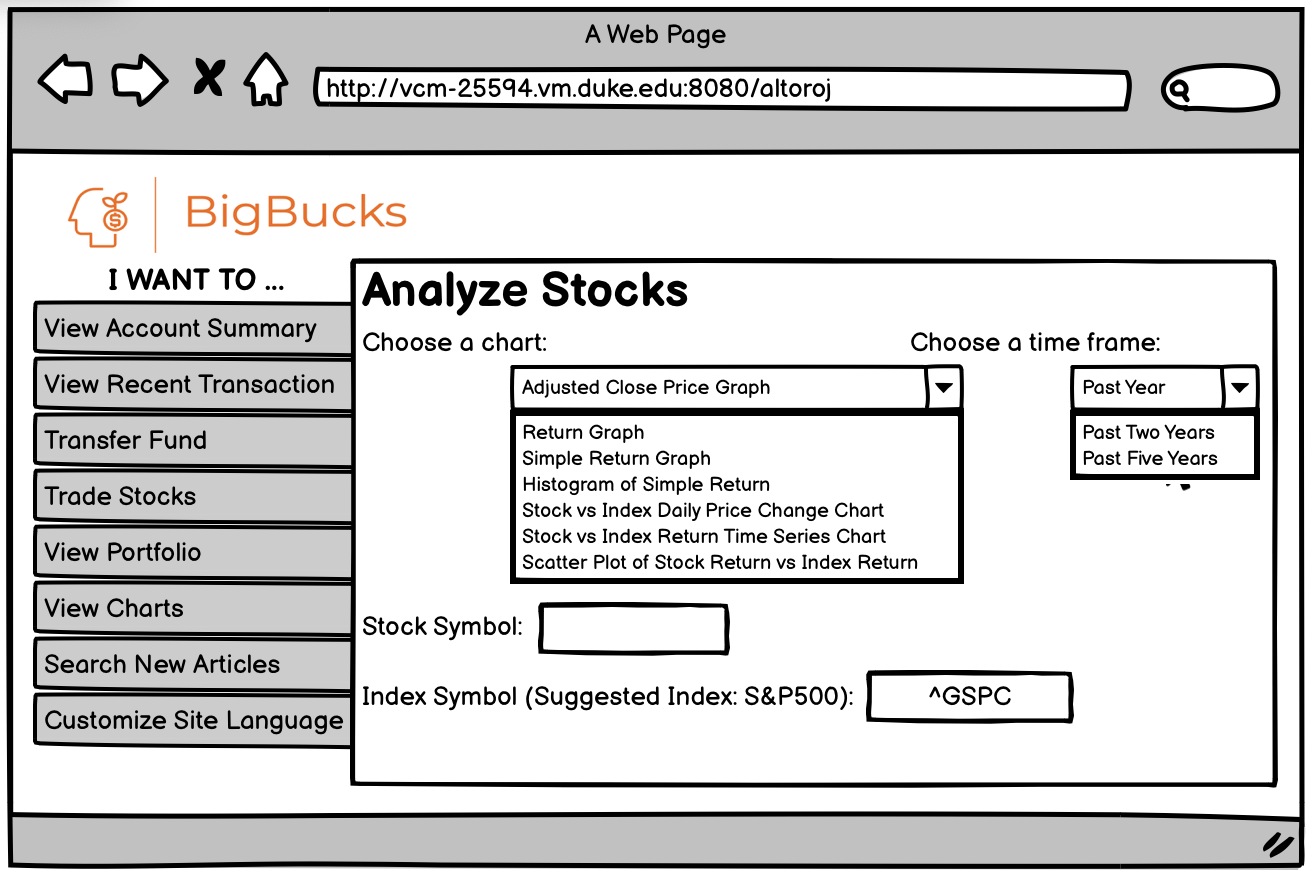 A Web Page
http://vcm-25594.vm.duke.edu:8080/altoroj
BigBucks
I WANT TO ...
View Account Summary
View Recent Transaction
Transfer Fund
Trade Stocks
View Portfolio
View Charts
Search New Articles
Customize Site Language
Analyze Stocks
Choose a chart:
Adjusted Close Price Graph
Return Graph
Simple Return Graph
Histogram of Simple Return
Stock vs Index Daily Price Change Chart
Stock vs Index Return Time Series Chart
Scatter Plot of Stock Return vs Index Return
Choose a time frame:
Past Year
Past Two Years
Past Five Years
Stock Symbol:
Index Symbol (Suggested Index: S&P500):
^GSPC